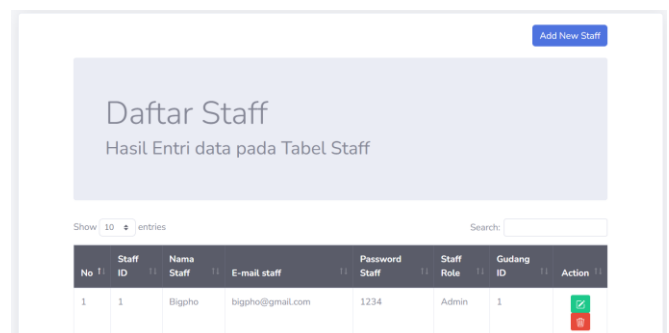 Add New Staff
Daftar Staff
Hasil Entri data pada Tabel Staff
Show 10 entries Search:
No Staff ID Nama Staff E-mail staff Password Staff Staff Role Gudang ID Action
1 1 Bigpho bigpho@gmail.com 1234 Admin 1